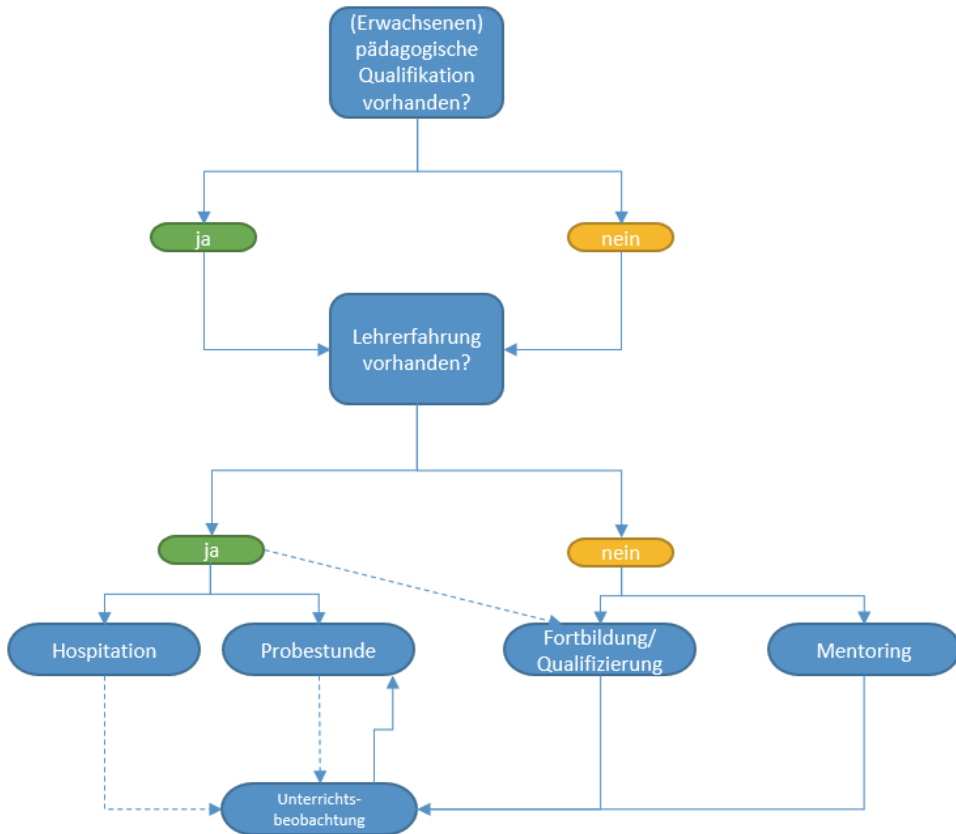 (Erwachsenen)
pädagogische
Qualifikation
vorhanden?
ja
nein
Lehrerfahrung
vorhanden?
ja
nein
Hospitation
Probestunde
Fortbildung/
Qualifizierung
Mentoring
Unterrichts-
beobachtung